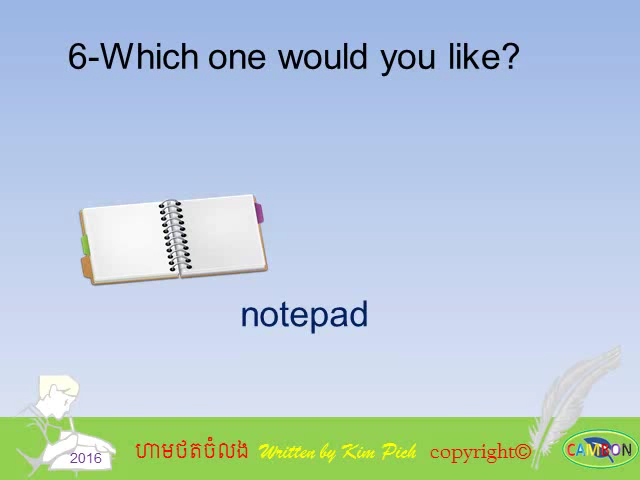 6-Which one would you like?
notepad
2016 ហាមថតចំលង Written by Kim Pich copyright© CAMBON